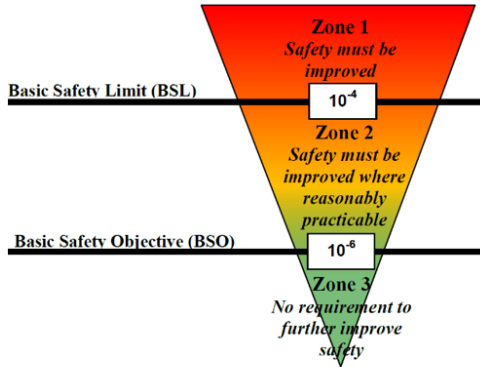 Zone 1
Safety must be
improved
Basic Safety Limit (BSL)
10⁻⁴
Zone 2
Safety must be
improved where
reasonably
practicable
Basic Safety Objective (BSO)
10⁻⁶
Zone 3
No requirement to
further improve
safety